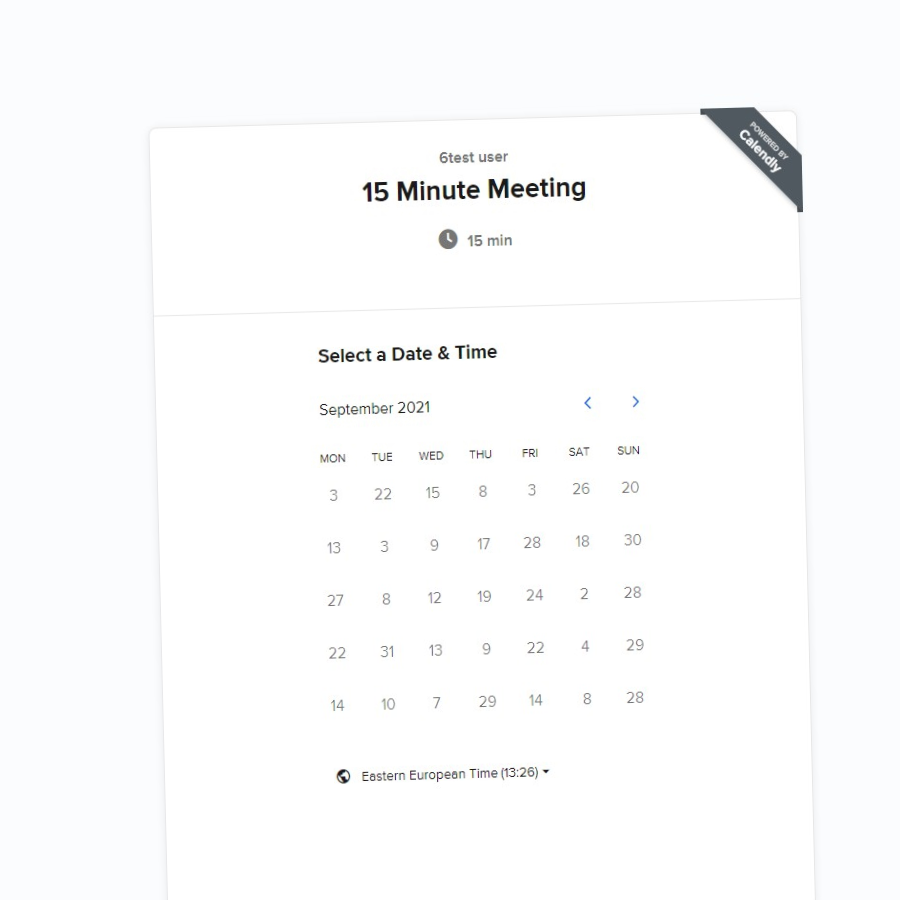 POWERED BY
Calendly
6test user
15 Minute Meeting
15 min
Select a Date & Time
September 2021
MON TUE WED THU FRI SAT SUN
3 22 15 8 3 26 20
13 3 9 17 28 18 30
27 8 12 19 24 2 28
22 31 13 9 22 4 29
14 10 7 29 14 8 28
Eastern European Time (13:26)